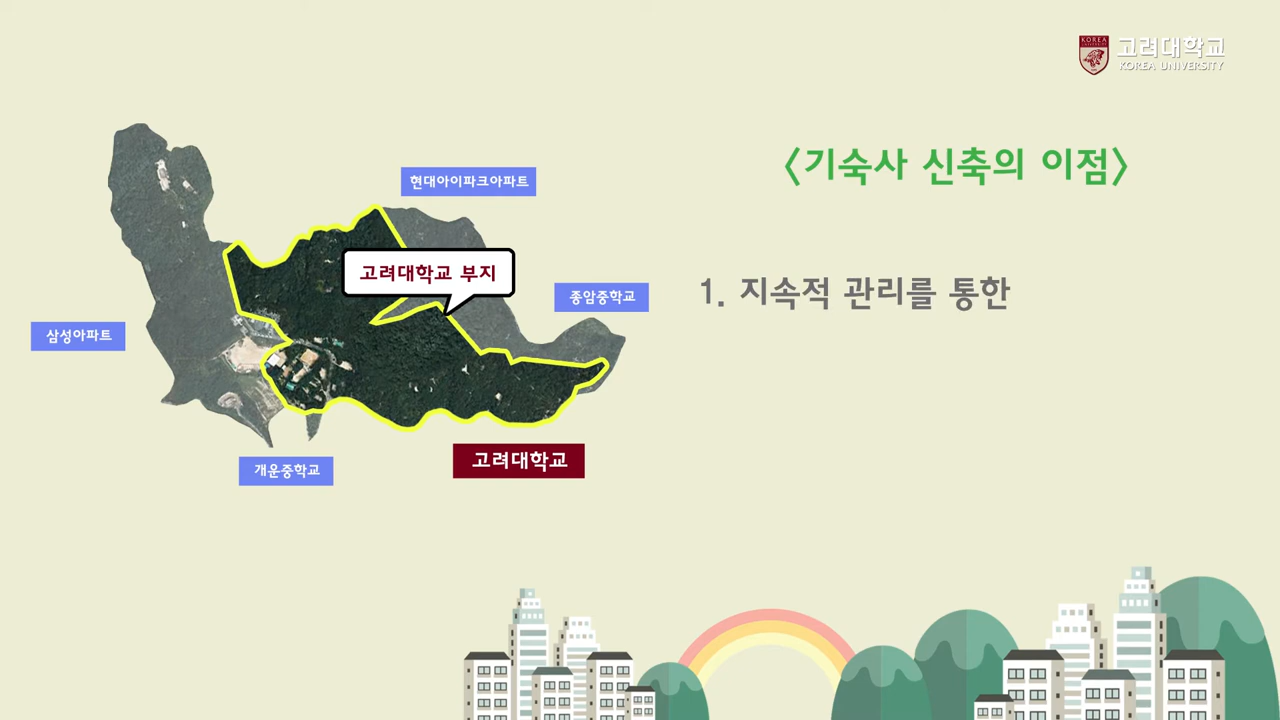 고려대학교
KOREA UNIVERSITY
KOREA
<기숙사 신축의 이점>
현대아이파크아파트
고려대학교 부지
종암중학교
1. 지속적 관리를 통한
삼성아파트
고려대학교
개운중학교